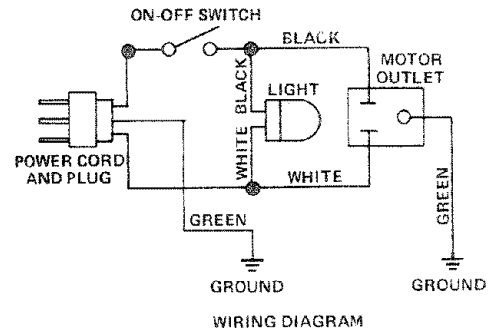 ON-OFF SWITCH
BLACK
MOTOR
OUTLET
BLACK
LIGHT
POWER CORD
AND PLUG
WHITE
WHITE
GREEN
GREEN
GROUND
GROUND
WIRING DIAGRAM